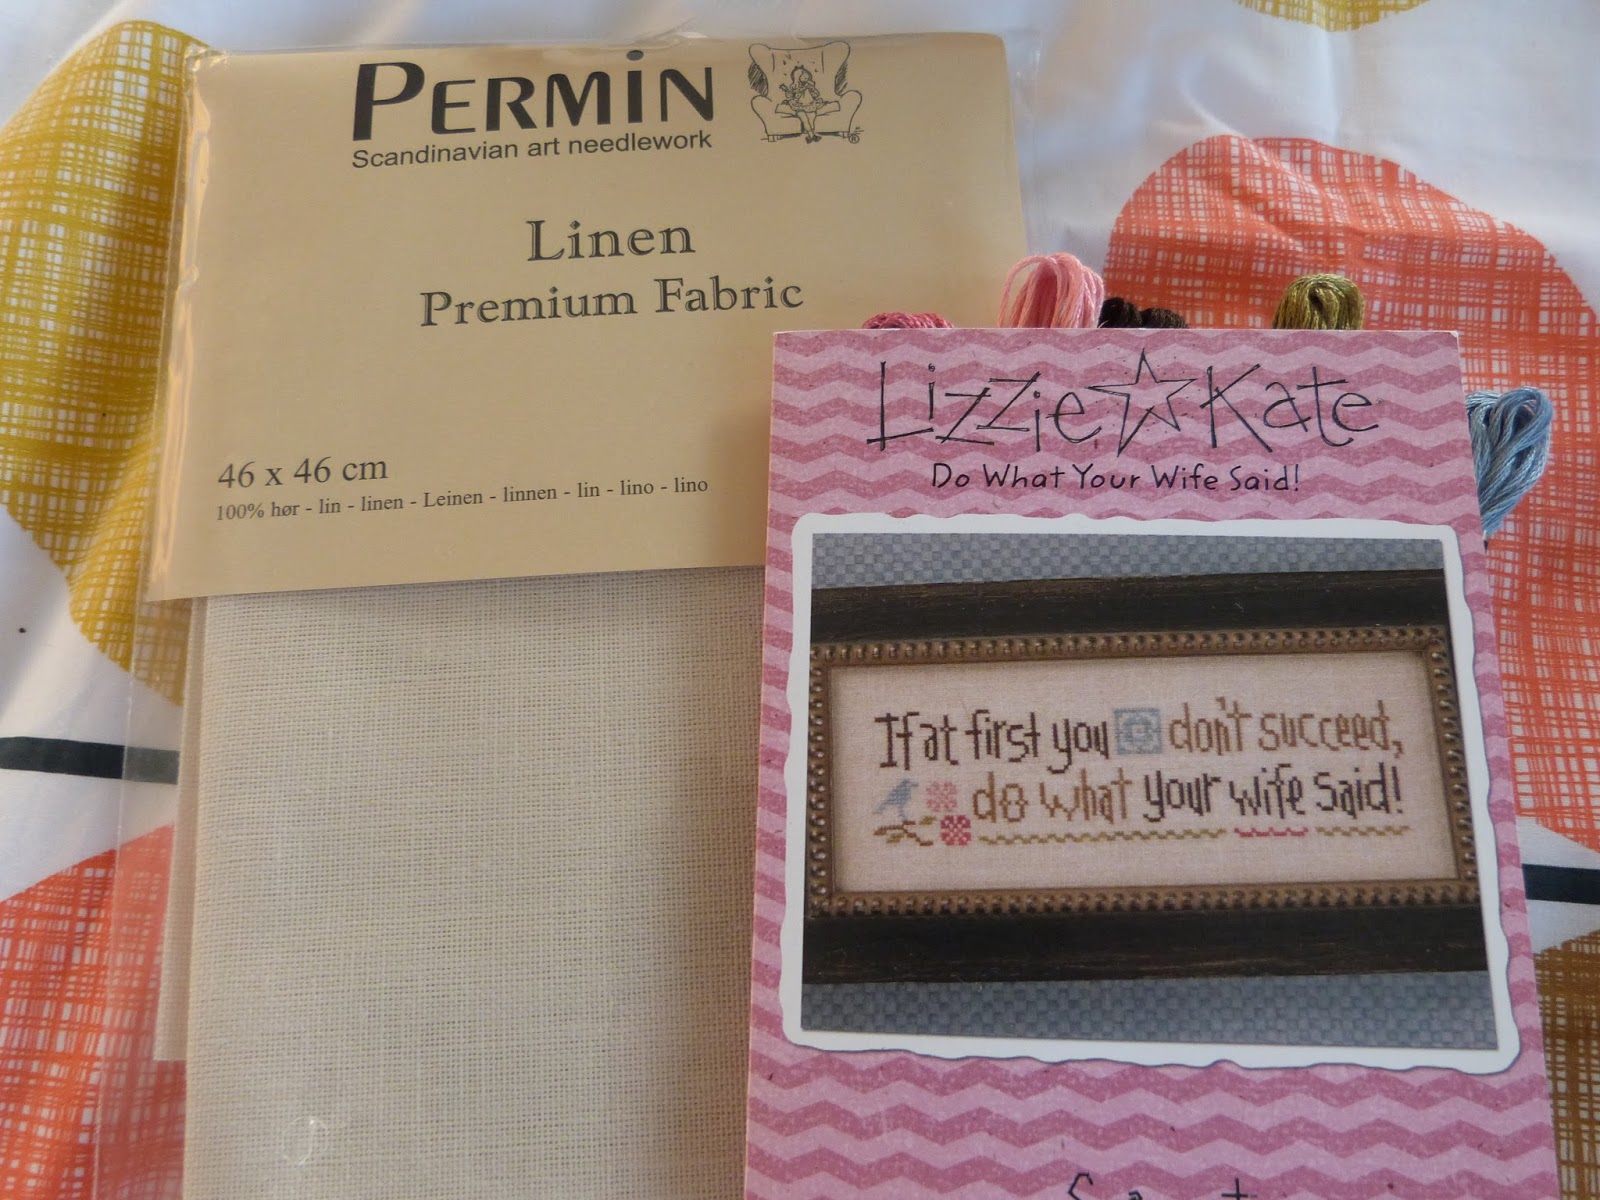 PERMIN
Scandinavian art needlework
Linen
Premium Fabric
46 x 46 cm
100% hør - lin - linen - Leinen - linnen - lin - lino - lino
Lizzie Kate
Do What Your Wife Said!
If at first you don't succeed,
do what your wife said!